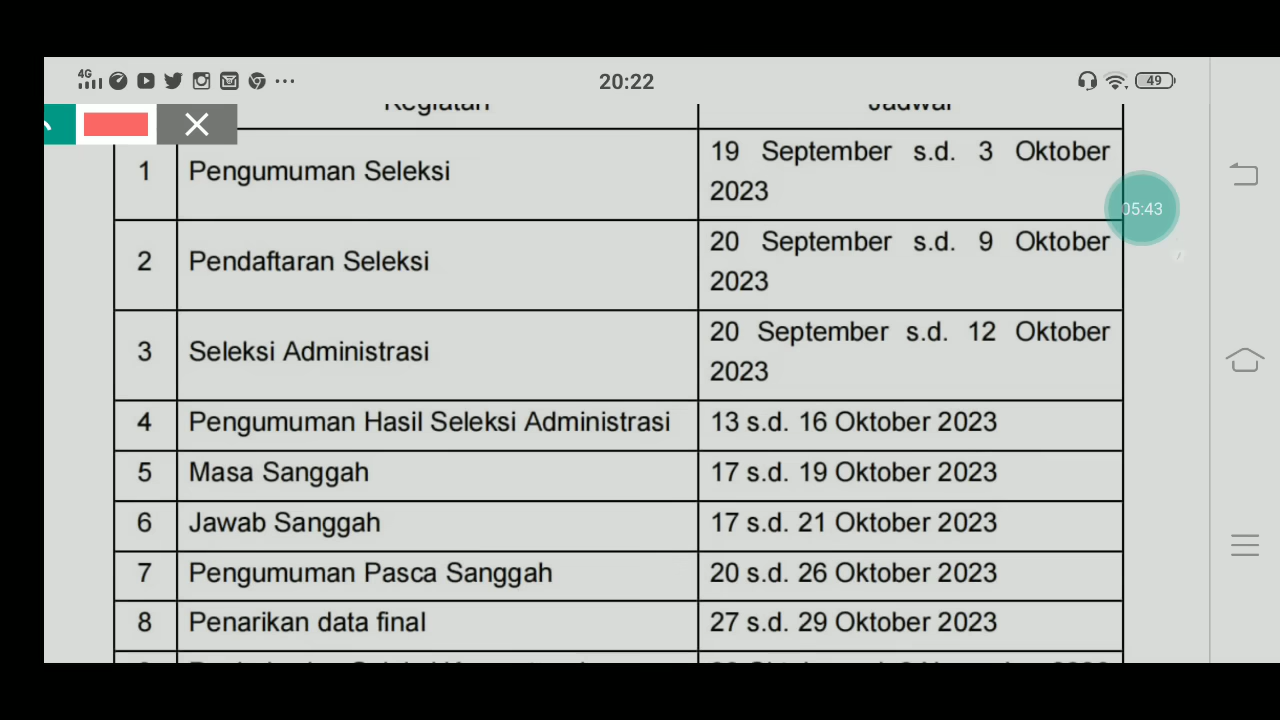 4G
20:22
49
Kegiatan Jadwal
1 Pengumuman Seleksi 19 September s.d. 3 Oktober
2023
05:43
2 Pendaftaran Seleksi 20 September s.d. 9 Oktober
2023
3 Seleksi Administrasi 20 September s.d. 12 Oktober
2023
4 Pengumuman Hasil Seleksi Administrasi 13 s.d. 16 Oktober 2023
5 Masa Sanggah 17 s.d. 19 Oktober 2023
6 Jawab Sanggah 17 s.d. 21 Oktober 2023
7 Pengumuman Pasca Sanggah 20 s.d. 26 Oktober 2023
8 Penarikan data final 27 s.d. 29 Oktober 2023